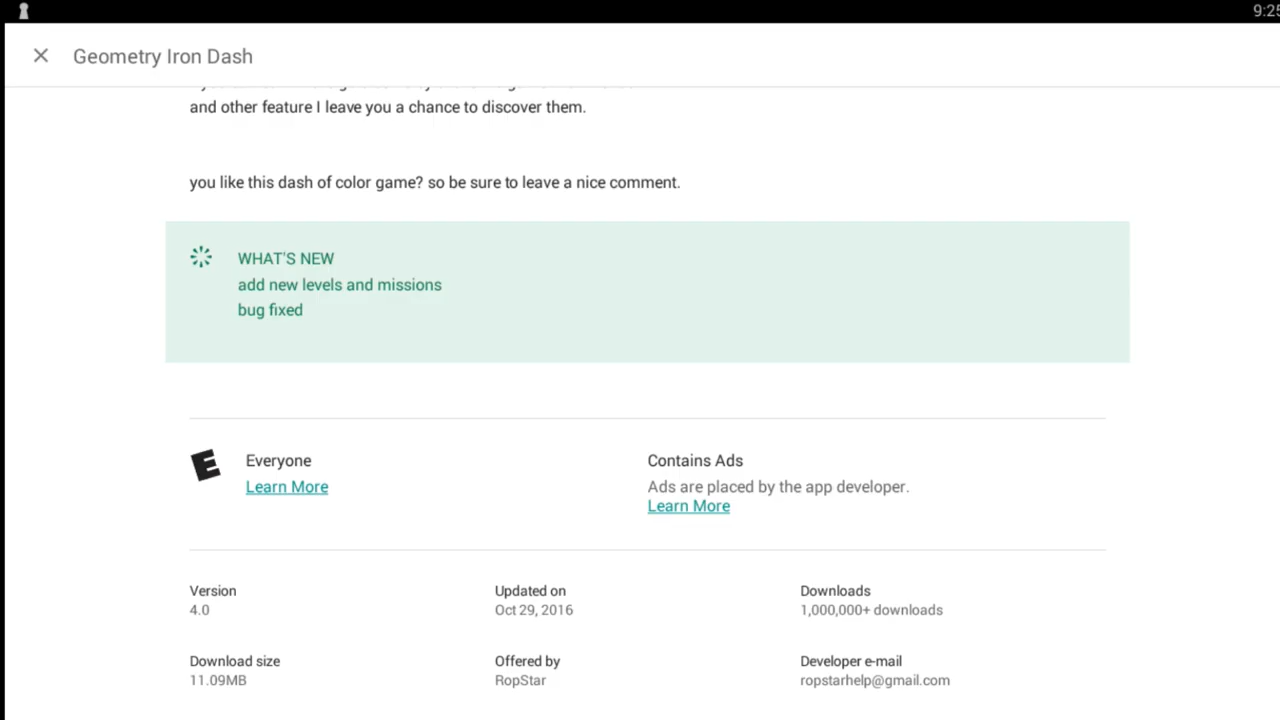 9:25
Geometry Iron Dash
and other feature I leave you a chance to discover them.
you like this dash of color game? so be sure to leave a nice comment.
WHAT'S NEW
add new levels and missions
bug fixed
E
Everyone
Learn More
Contains Ads
Ads are placed by the app developer.
Learn More
Version
4.0
Updated on
Oct 29, 2016
Downloads
1,000,000+ downloads
Download size
11.09MB
Offered by
RopStar
Developer e-mail
ropstarhelp@gmail.com